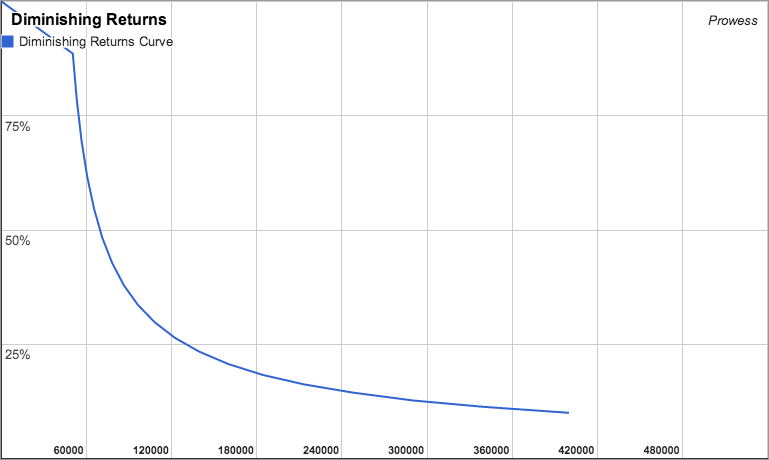 Diminishing Returns
Prowess
Diminishing Returns Curve
75%
50%
25%
60000 120000 180000 240000 300000 360000 420000 480000